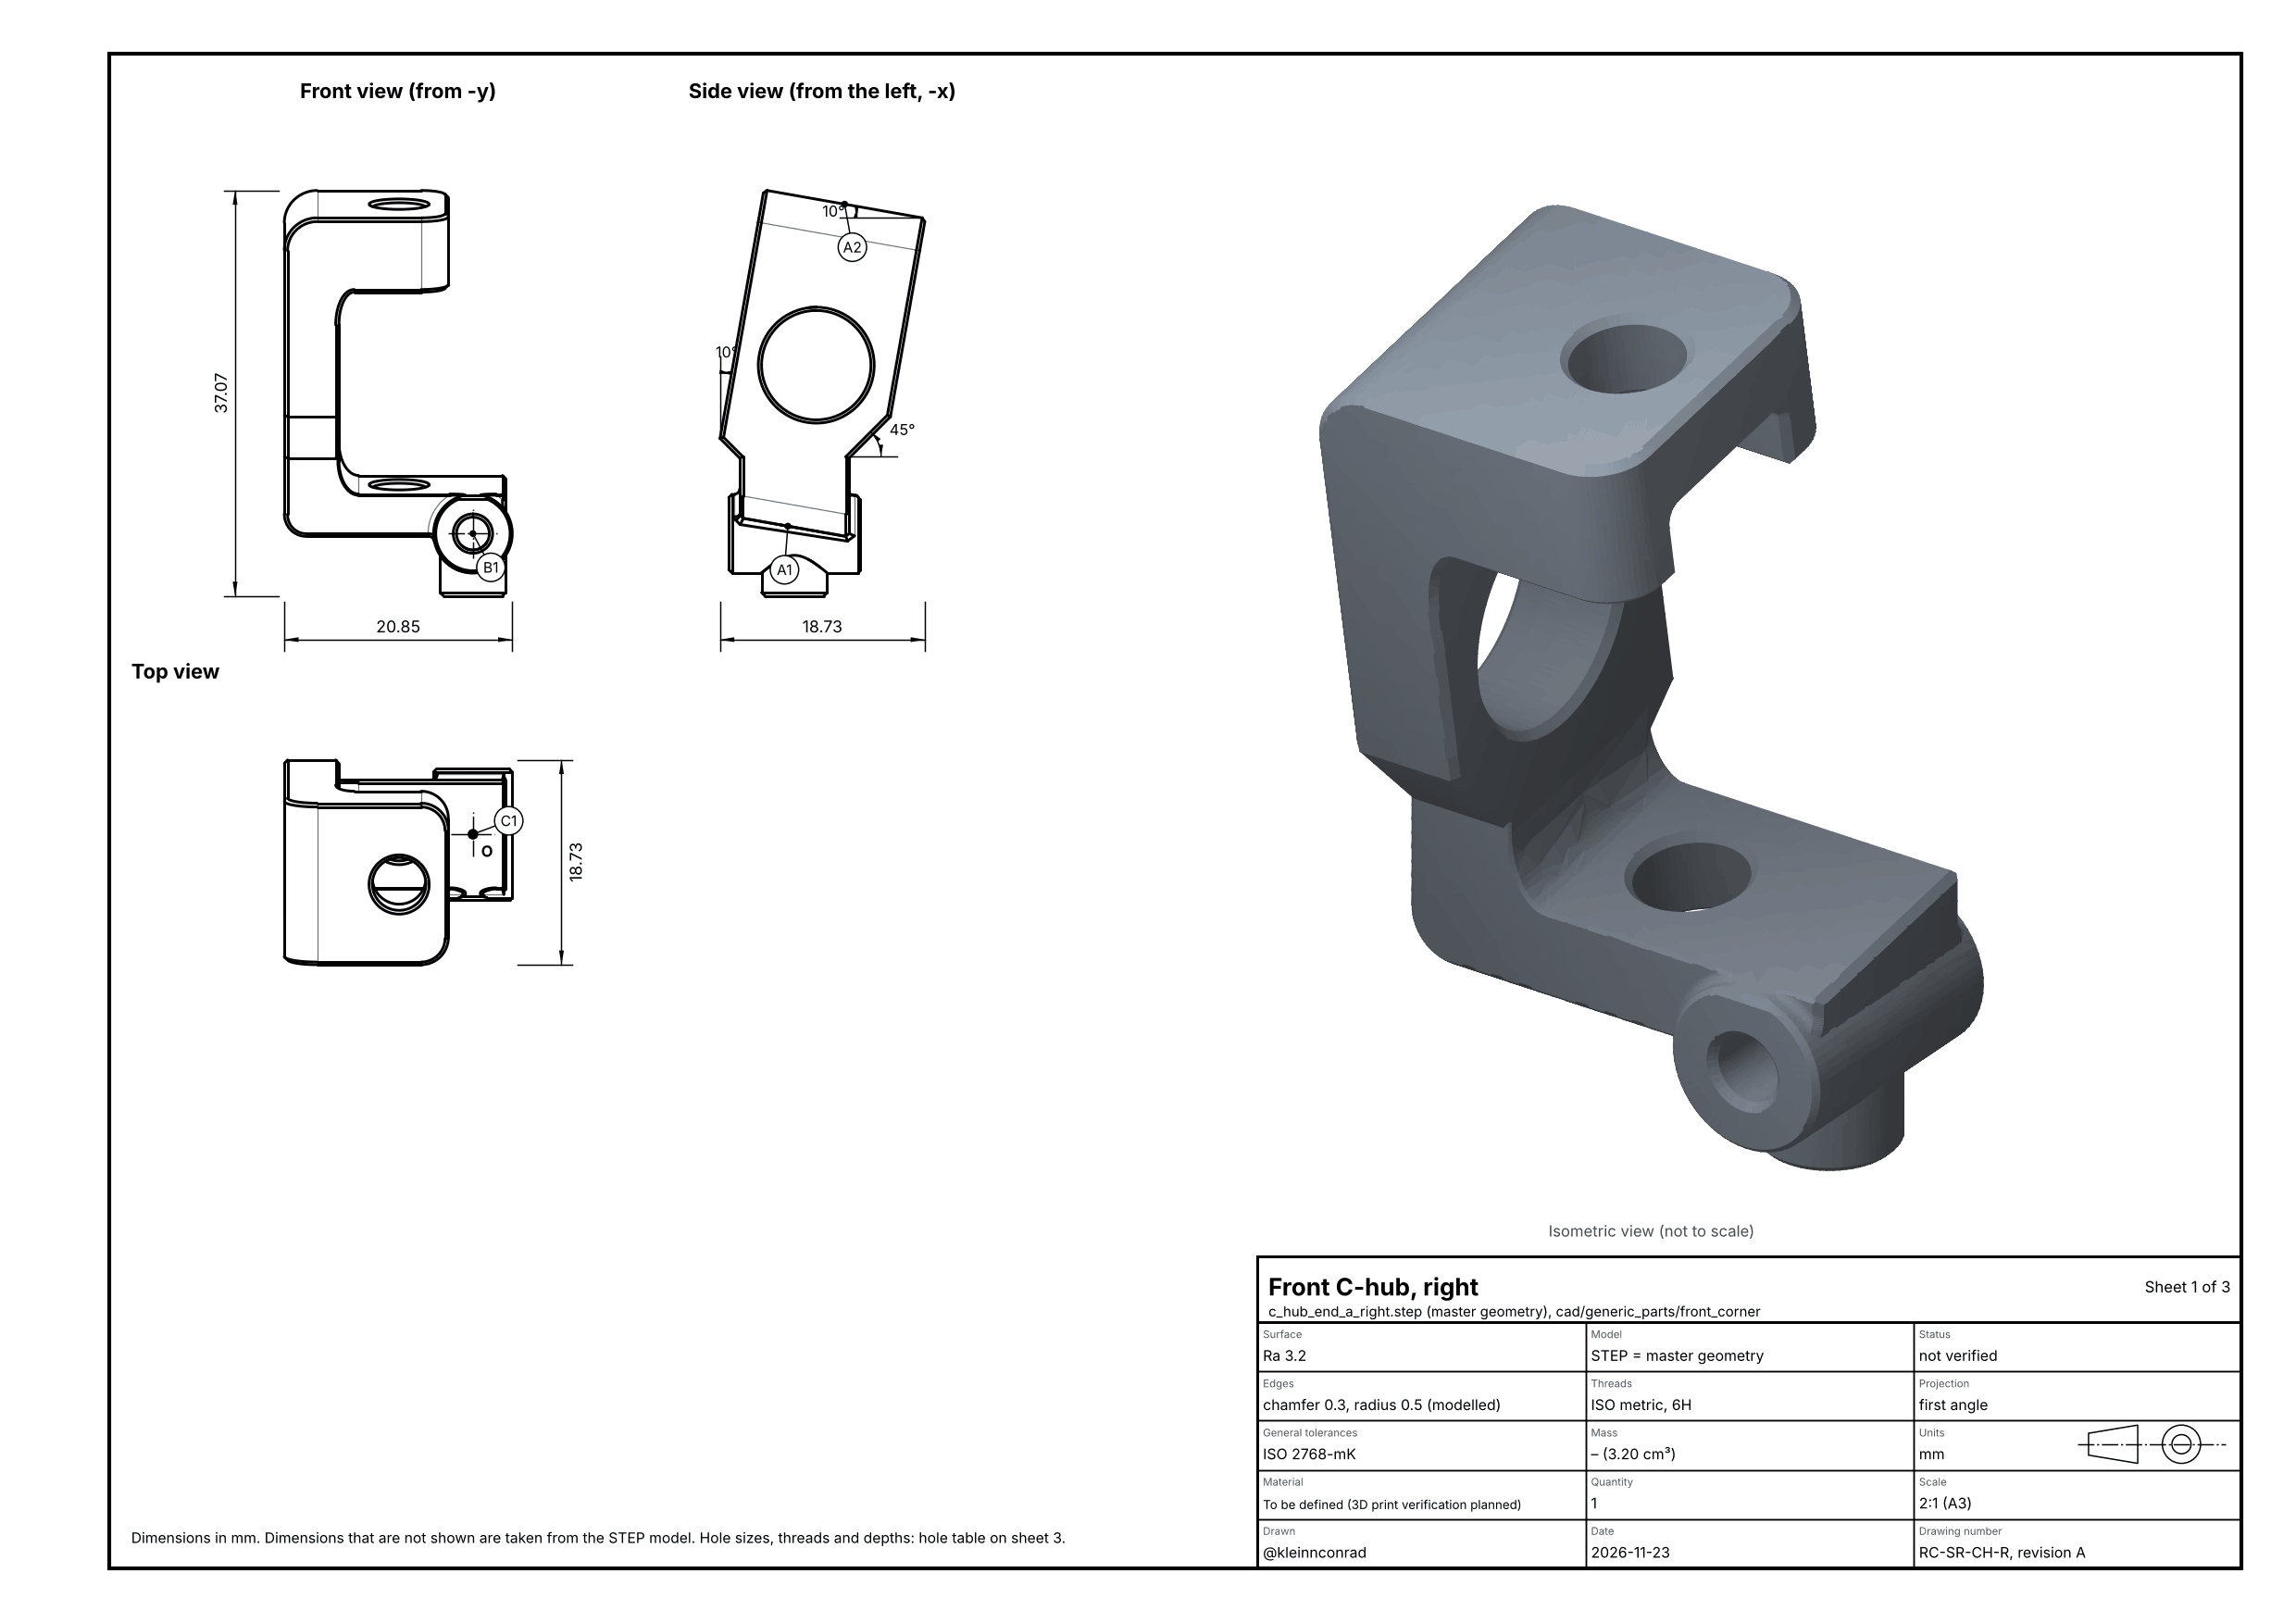 Front view (from -y)
Side view (from the left, -x)
10°
A2
10°
37.07
45°
B1
A1
20.85
18.73
Top view
C1
O
18.73
Isometric view (not to scale)
Front C-hub, right
Sheet 1 of 3
c_hub_end_a_right.step (master geometry), cad/generic_parts/front_corner
Surface
Model
Status
Ra 3.2
STEP = master geometry
not verified
Edges
Threads
Projection
chamfer 0.3, radius 0.5 (modelled)
ISO metric, 6H
first angle
General tolerances
Mass
Units
ISO 2768-mK
– (3.20 cm³)
mm
Material
Quantity
Scale
To be defined (3D print verification planned)
1
2:1 (A3)
Drawn
Date
Drawing number
@kleinnconrad
2026-11-23
RC-SR-CH-R, revision A
Dimensions in mm. Dimensions that are not shown are taken from the STEP model. Hole sizes, threads and depths: hole table on sheet 3.